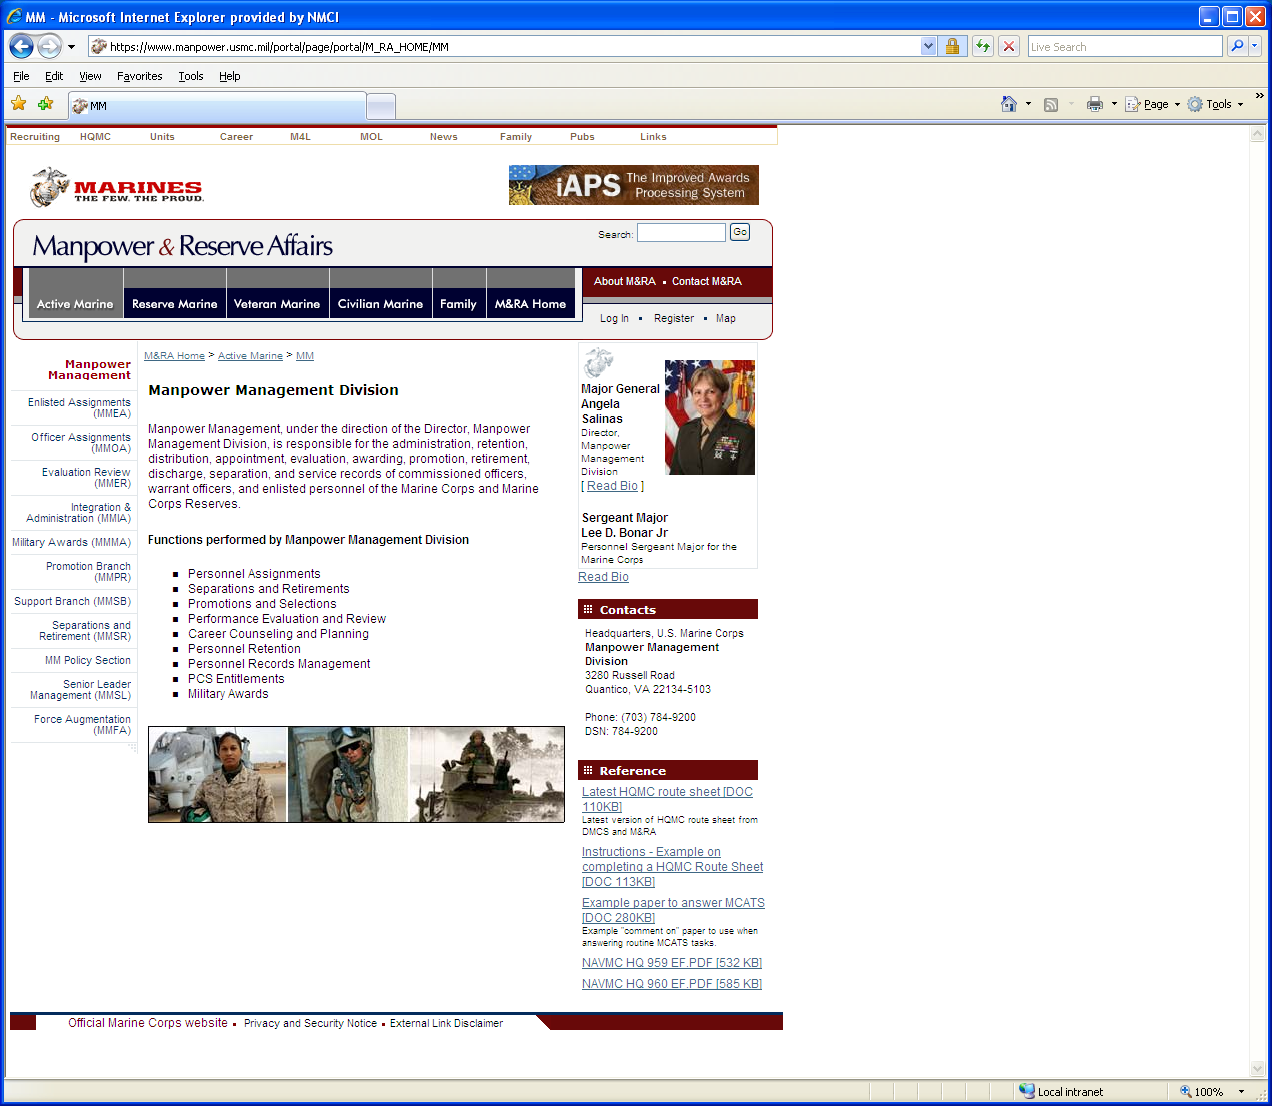 MM - Microsoft Internet Explorer provided by NMCI
https://www.manpower.usmc.mil/portal/page/portal/M_RA_HOME/MM
Live Search
File Edit View Favorites Tools Help
MM
Page Tools
Recruiting HQMC Units Career M4L MOL News Family Pubs Links
MARINES
THE FEW. THE PROUD.
iAPS The Improved Awards
Processing System
Manpower & Reserve Affairs
Search: Go
About M&RA Contact M&RA
Active Marine Reserve Marine Veteran Marine Civilian Marine Family M&RA Home
Log In Register Map
Manpower
Management
Enlisted Assignments
(MMEA)
Officer Assignments
(MMOA)
Evaluation Review
(MMER)
Integration &
Administration (MMIA)
Military Awards (MMMA)
Promotion Branch
(MMPR)
Support Branch (MMSB)
Separations and
Retirement (MMSR)
MM Policy Section
Senior Leader
Management (MMSL)
Force Augmentation
(MMFA)
M&RA Home > Active Marine > MM
Manpower Management Division
Manpower Management, under the direction of the Director, Manpower
Management Division, is responsible for the administration, retention,
distribution, appointment, evaluation, awarding, promotion, retirement,
discharge, separation, and service records of commissioned officers,
warrant officers, and enlisted personnel of the Marine Corps and Marine
Corps Reserves.
Functions performed by Manpower Management Division
Personnel Assignments
Separations and Retirements
Promotions and Selections
Performance Evaluation and Review
Career Counseling and Planning
Personnel Retention
Personnel Records Management
PCS Entitlements
Military Awards
Major General
Angela
Salinas
Director,
Manpower
Management
Division
[ Read Bio ]
Sergeant Major
Lee D. Bonar Jr
Personnel Sergeant Major for the
Marine Corps
Read Bio
Contacts
Headquarters, U.S. Marine Corps
Manpower Management
Division
3280 Russell Road
Quantico, VA 22134-5103
Phone: (703) 784-9200
DSN: 784-9200
Reference
Latest HQMC route sheet [DOC
110KB]
Latest version of HQMC route sheet from
DMCS and M&RA
Instructions - Example on
completing a HQMC Route Sheet
[DOC 113KB]
Example paper to answer MCATS
[DOC 280KB]
Example "comment on" paper to use when
answering routine MCATS tasks.
NAVMC HQ 959 EF.PDF [532 KB]
NAVMC HQ 960 EF.PDF [585 KB]
Official Marine Corps website Privacy and Security Notice External Link Disclaimer
Local intranet 100%